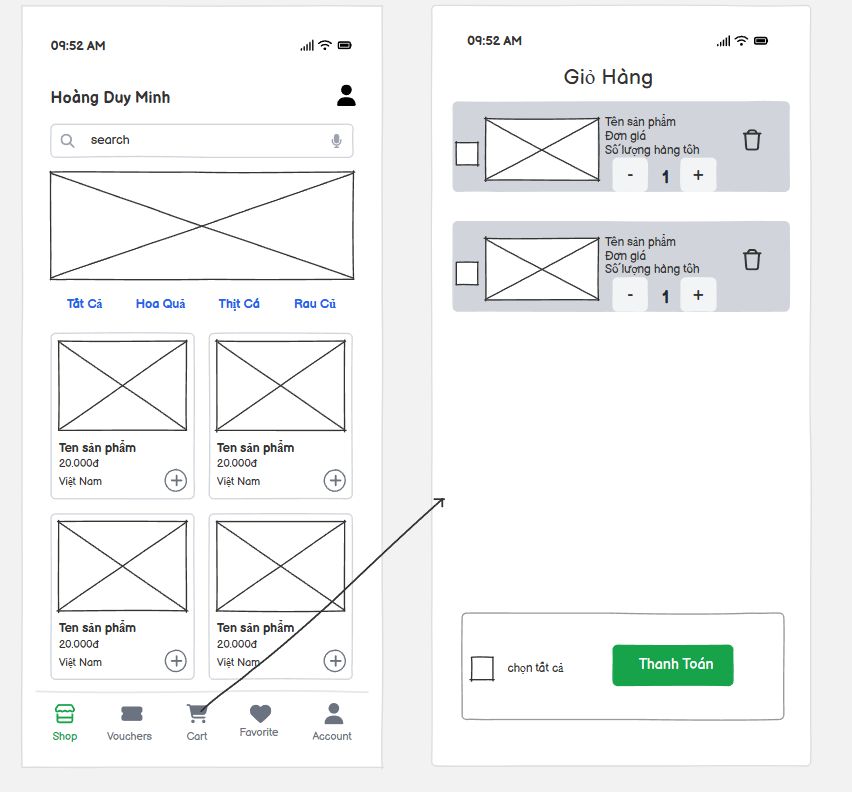 09:52 AM
Hoàng Duy Minh
search
Tất Cả
Hoa Quả
Thịt Cá
Rau Củ
Ten sản phẩm
20.000đ
Việt Nam
Ten sản phẩm
20.000đ
Việt Nam
Ten sản phẩm
20.000đ
Việt Nam
Ten sản phẩm
20.000đ
Việt Nam
Shop
Vouchers
Cart
Favorite
Account
09:52 AM
Giỏ Hàng
Tên sản phẩm
Đơn giá
Số lượng hàng tồh
- 1 +
Tên sản phẩm
Đơn giá
Số lượng hàng tồh
- 1 +
chọn tất cả
Thanh Toán